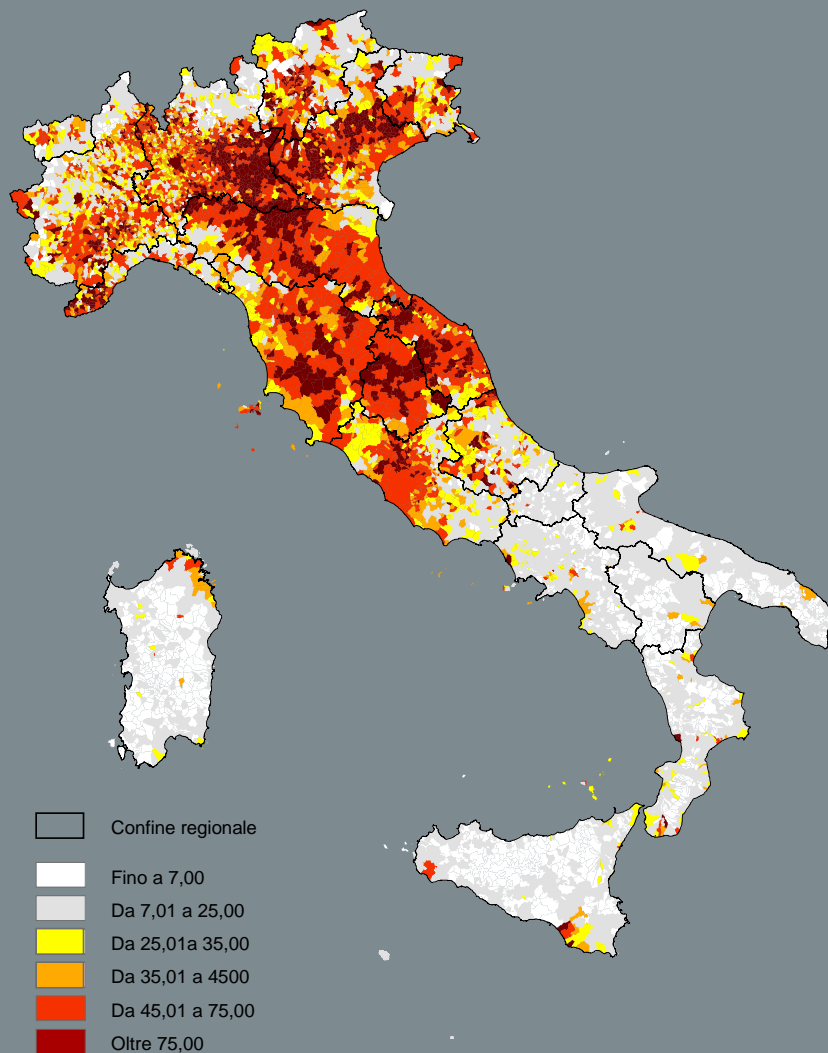 Confine regionale
Fino a 7,00
Da 7,01 a 25,00
Da 25,01a 35,00
Da 35,01 a 4500
Da 45,01 a 75,00
Oltre 75,00